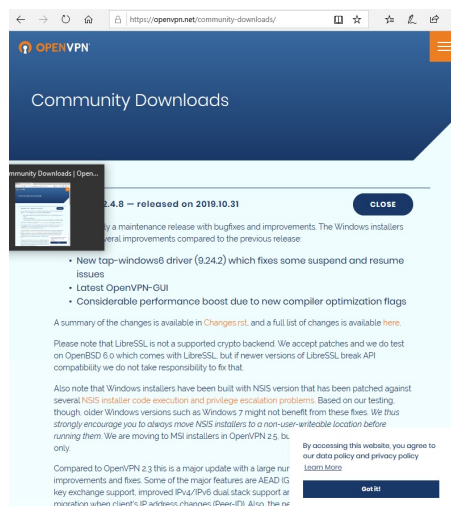 https://openvpn.net/community-downloads/
OPENVPN
Community Downloads
mmunity Downloads | Open...
2.4.8 — released on 2019.10.31
CLOSE
y a maintenance release with bugfixes and improvements. The Windows installers
veral improvements compared to the previous release:
• New tap-windows6 driver (9.24.2) which fixes some suspend and resume
issues
• Latest OpenVPN-GUI
• Considerable performance boost due to new compiler optimization flags
A summary of the changes is available in Changes.rst, and a full list of changes is available here.
Please note that LibreSSL is not a supported crypto backend. We accept patches and we do test
on OpenBSD 6.0 which comes with LibreSSL, but if newer versions of LibreSSL break API
compatibility we do not take responsibility to fix that.
Also note that Windows installers have been built with NSIS version that has been patched against
several NSIS installer code execution and privilege escalation problems. Based on our testing,
though, older Windows versions such as Windows 7 might not benefit from these fixes. We thus
strongly encourage you to always move NSIS installers to a non-user-writeable location before
running them. We are moving to MSI installers in OpenVPN 2.5, bu
only.
Compared to OpenVPN 2.3 this is a major update with a large nur
improvements and fixes. Some of the major features are AEAD (G
key exchange support, improved IPv4/IPv6 dual stack support ar
migration when client's IP address changes (Peer-ID). Also, the ne
By accessing this website, you agree to
our data policy and privacy policy
Learn More
Got it!